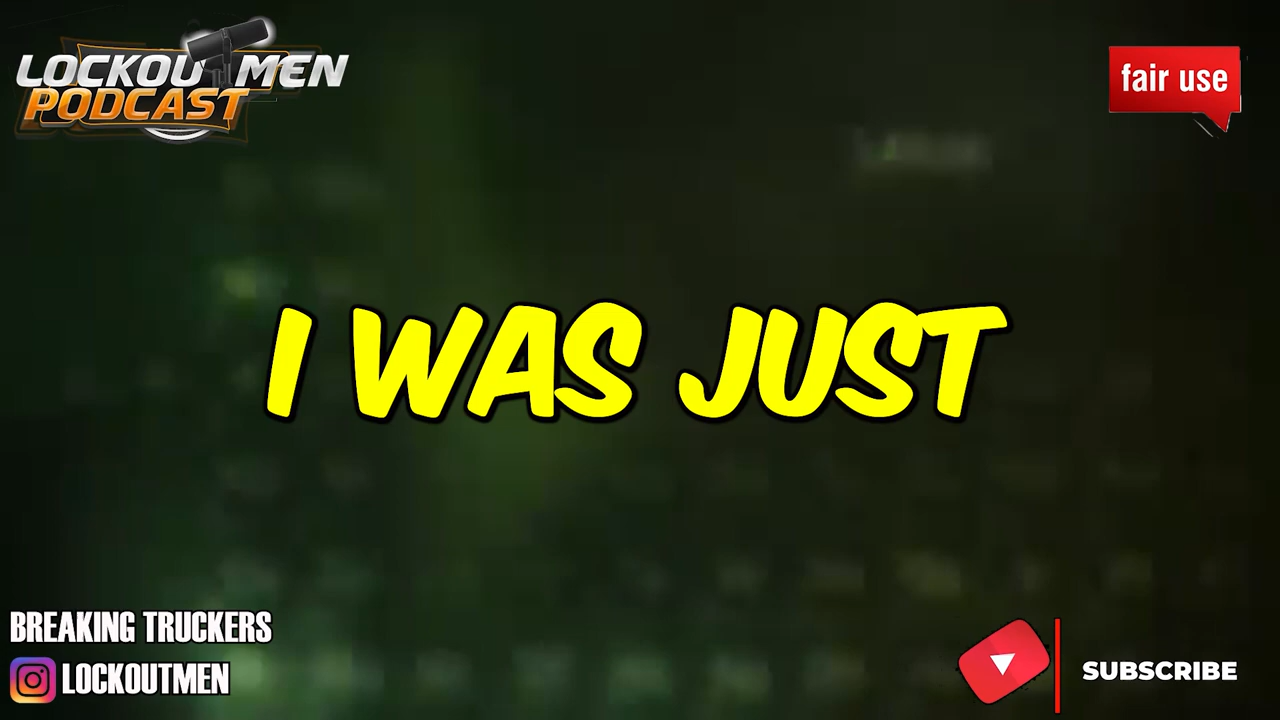 LOCKOUTMEN
PODCAST
fair use
I WAS JUST
BREAKING TRUCKERS
LOCKOUTMEN
SUBSCRIBE